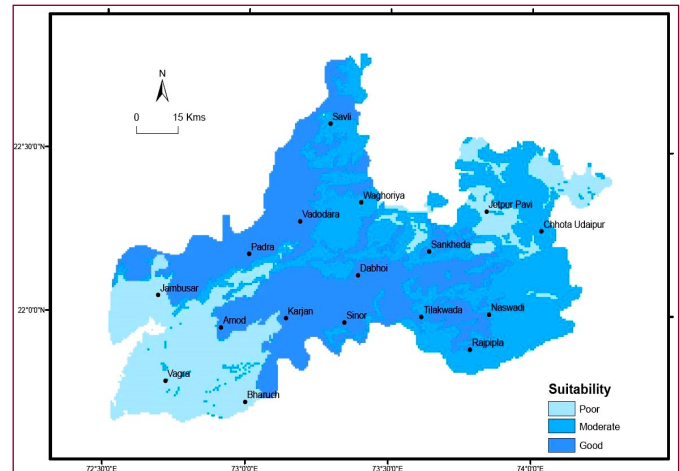 N
0 15 Kms
22°30'0"N
Savli
Waghoriya
Jetpur Pavi
Vadodara
Chhota Udaipur
Padra
Sankheda
Dabhoi
Jambusar
22°0'0"N
Amod
Karjan
Sinor
Tilakwada
Naswadi
Rajpipla
Vagra
Bharuch
Suitability
Poor
Moderate
Good
72°30'0"E 73°0'0"E 73°30'0"E 74°0'0"E